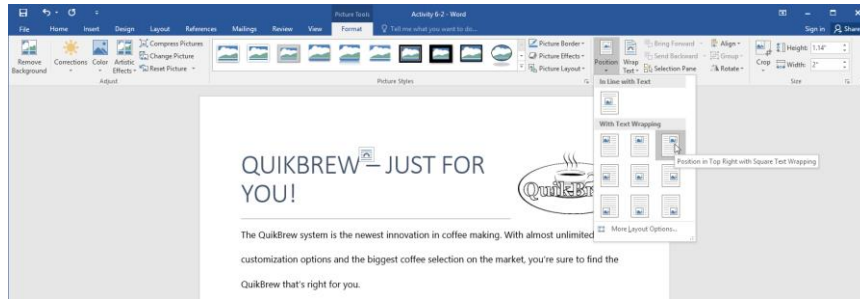 Picture Tools
Activity 6-2 - Word
File Home Insert Design Layout References Mailings Review View Format Tell me what you want to do...
Sign in Share
Remove Background
Corrections
Color
Artistic Effects
Compress Pictures
Change Picture
Reset Picture
Adjust
Picture Styles
Picture Border
Picture Effects
Picture Layout
Position
Wrap Text
Bring Forward
Send Backward
Selection Pane
Align
Group
Rotate
Crop
Height: 1.14"
Width: 2"
Size
In Line with Text
With Text Wrapping
Position in Top Right with Square Text Wrapping
More Layout Options...
QUIKBREW – JUST FOR
YOU!
QuikBr
The QuikBrew system is the newest innovation in coffee making. With almost unlimited
customization options and the biggest coffee selection on the market, you're sure to find the
QuikBrew that's right for you.